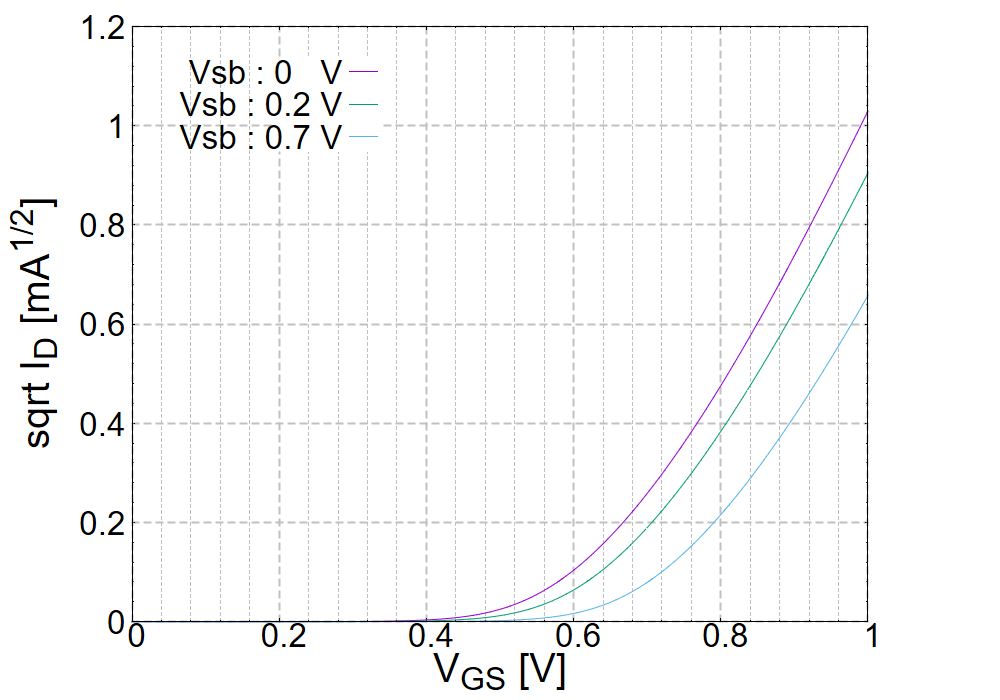 1.2
1
0.8
0.6
0.4
0.2
0
sqrt I_D [mA^1/2]
Vsb : 0 V
Vsb : 0.2 V
Vsb : 0.7 V
0 0.2 0.4 0.6 0.8 1
V_GS [V]